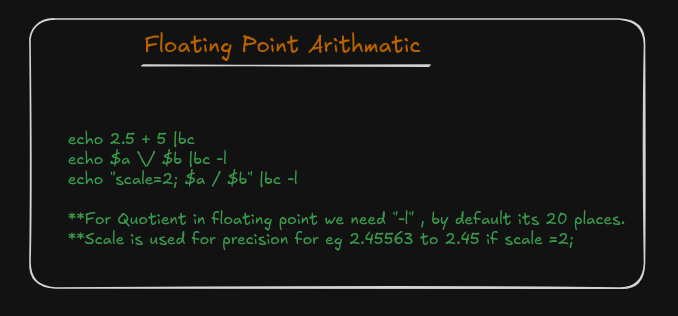 Floating Point Arithmatic
echo 2.5 + 5 |bc
echo $a \/ $b |bc -l
echo "scale=2; $a / $b" |bc -l
**For Quotient in floating point we need "-l" , by default its 20 places.
**Scale is used for precision for eg 2.45563 to 2.45 if scale =2;